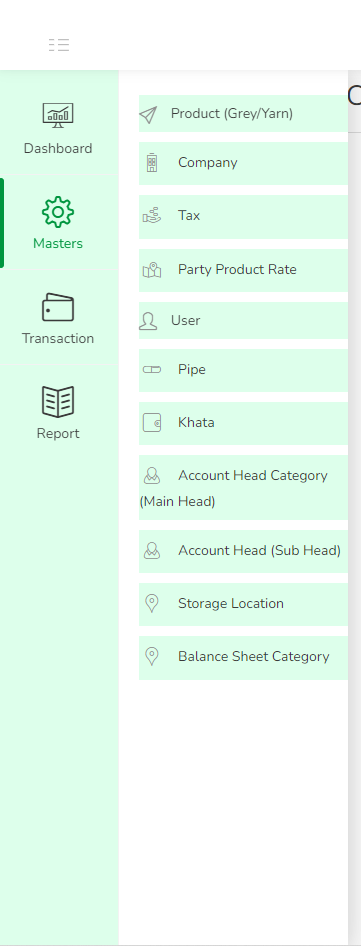 Dashboard
Masters
Transaction
Report
Product (Grey/Yarn)
Company
Tax
Party Product Rate
User
Pipe
Khata
Account Head Category
(Main Head)
Account Head (Sub Head)
Storage Location
Balance Sheet Category